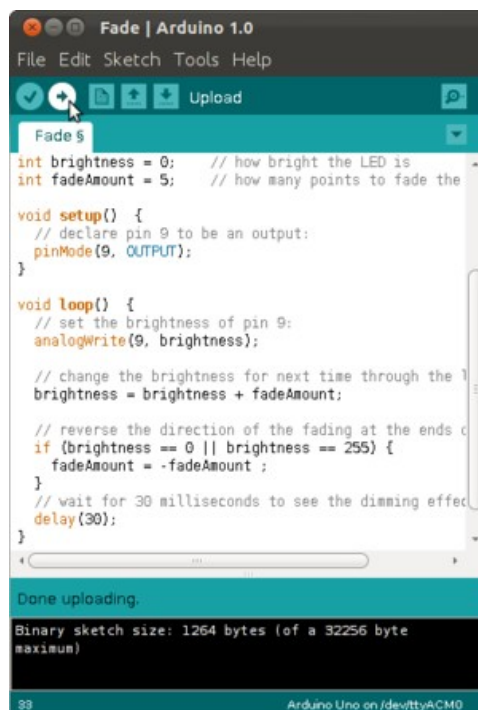 Fade | Arduino 1.0
File Edit Sketch Tools Help
Upload
Fade §
int brightness = 0;    // how bright the LED is
int fadeAmount = 5;    // how many points to fade the
void setup()  {
  // declare pin 9 to be an output:
  pinMode(9, OUTPUT);
}
void loop()  {
  // set the brightness of pin 9:
  analogWrite(9, brightness);
  // change the brightness for next time through the l
  brightness = brightness + fadeAmount;
  // reverse the direction of the fading at the ends o
  if (brightness == 0 || brightness == 255) {
    fadeAmount = -fadeAmount ;
  }
  // wait for 30 milliseconds to see the dimming effec
  delay(30);
}
Done uploading.
Binary sketch size: 1264 bytes (of a 32256 byte
maximum)
33 Arduino Uno on /dev/ttyACM0